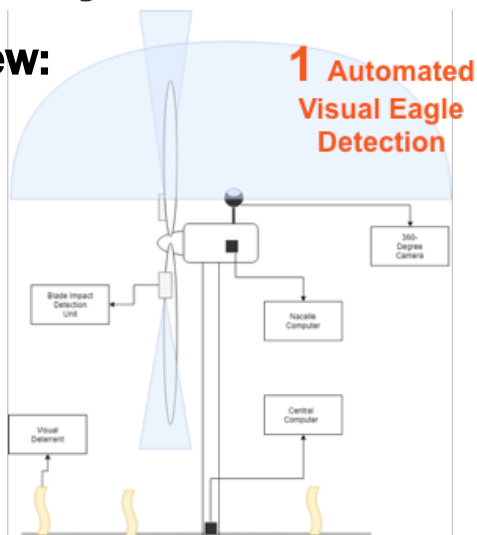 ew:
1 Automated
Visual Eagle
Detection
360-
Degree
Camera
Blade Impact
Detection
Unit
Nacelle
Computer
Central
Computer
Visual
Deterrent